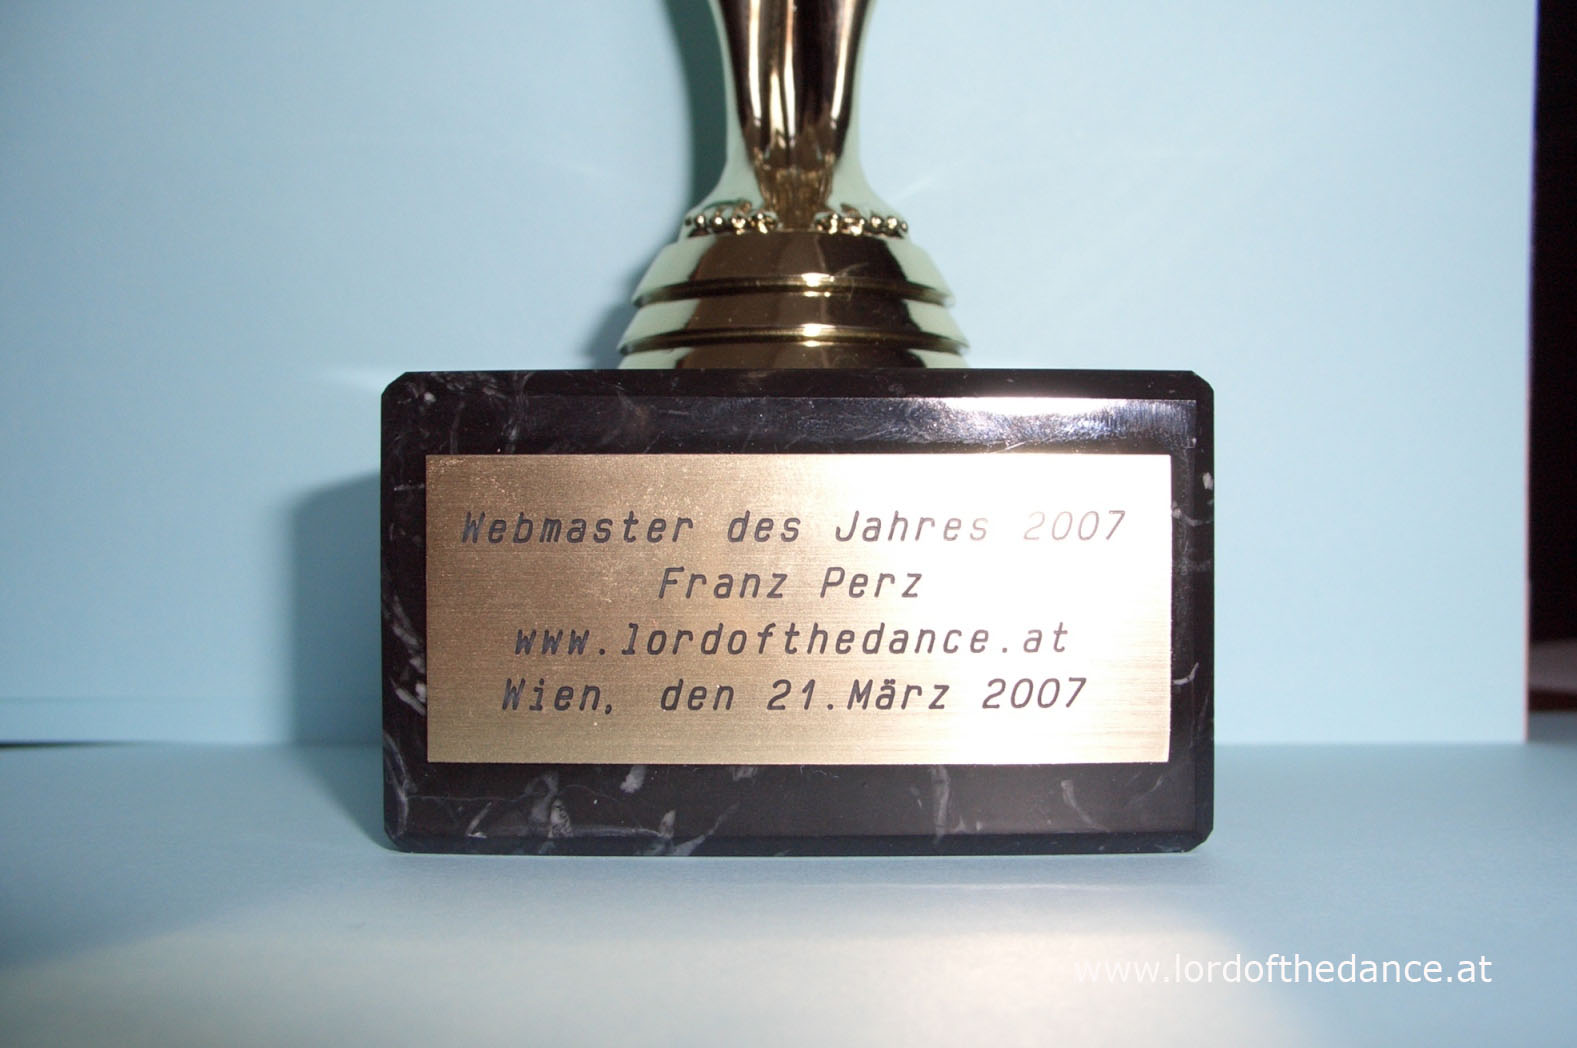 Webmaster des Jahres 2007
Franz Perz
www.lordofthedance.at
Wien, den 21.März 2007
www.lordofthedance.at